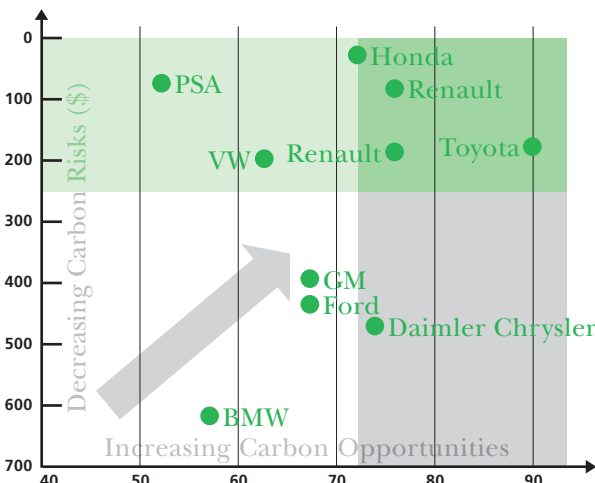 0
Honda
PSA
Renault
100
VW
Renault
Toyota
200
300
GM
400
Ford
Daimler Chrysler
500
600
BMW
Decreasing Carbon Risks ($)
Increasing Carbon Opportunities
700
40 50 60 70 80 90